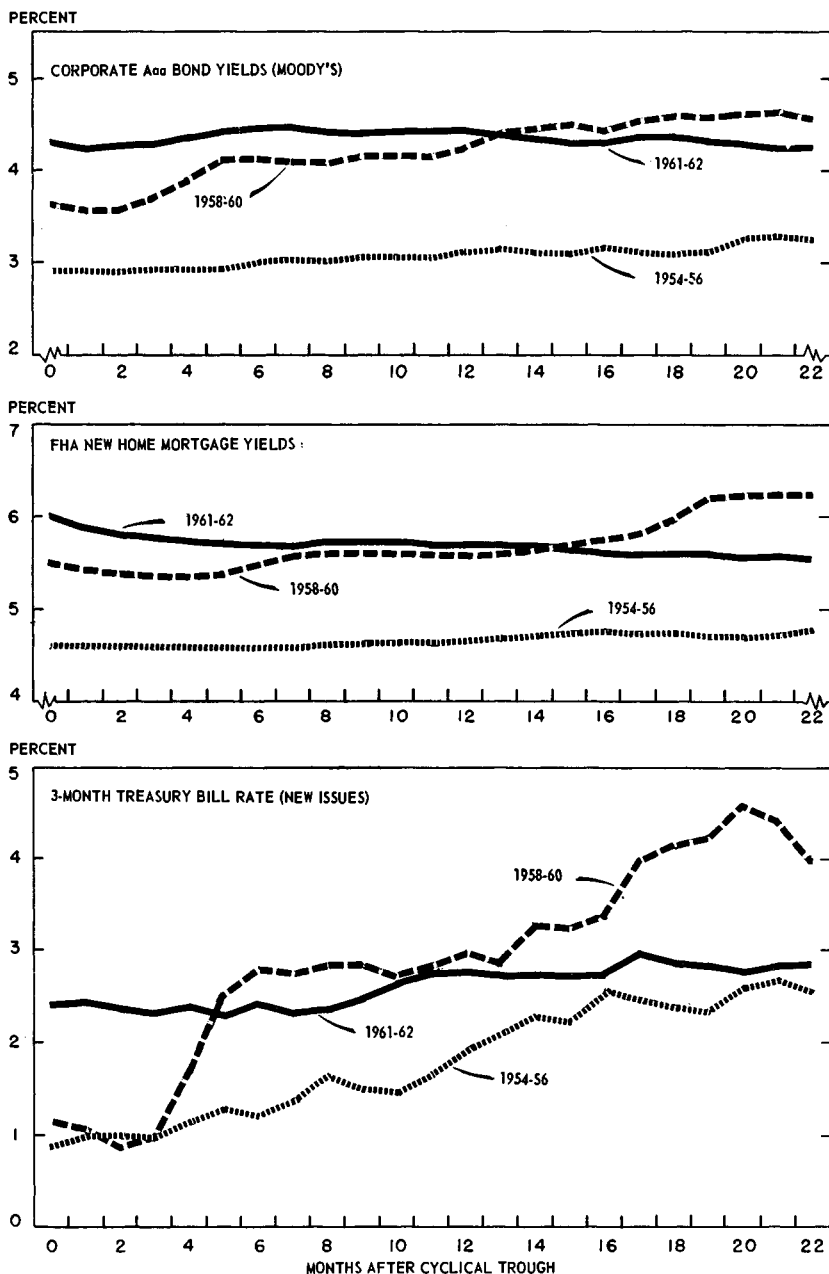 PERCENT
CORPORATE Aaa BOND YIELDS (MOODY'S)
5
4
3
2
1961-62
1958-60
1954-56
0 2 4 6 8 10 12 14 16 18 20 22
PERCENT
7
FHA NEW HOME MORTGAGE YIELDS :
6
5
4
1961-62
1958-60
1954-56
0 2 4 6 8 10 12 14 16 18 20 22
PERCENT
5
3-MONTH TREASURY BILL RATE (NEW ISSUES)
4
3
2
1
0
1958-60
1961-62
1954-56
0 2 4 6 8 10 12 14 16 18 20 22
MONTHS AFTER CYCLICAL TROUGH